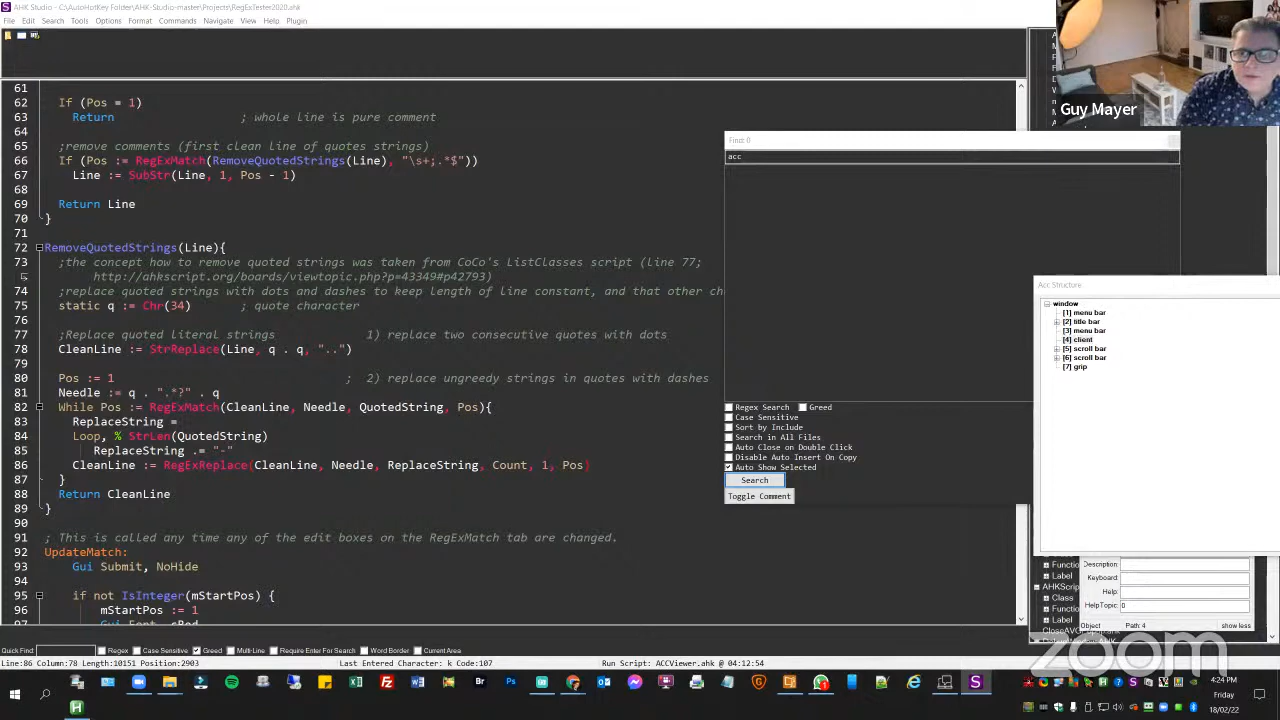 AHK Studio - C:\AutoHotKey Folder\AHK-Studio-master\Projects\RegExTester2020.ahk
File Edit Search Tools Options Format Commands Navigate View Help Plugin
Guy Mayer
61
62 If (Pos = 1)
63 Return ; whole line is pure comment
64
65 ;remove comments (first clean line of quotes strings)
66 If (Pos := RegExMatch(RemoveQuotedStrings(Line), "\s+;.*$"))
67 Line := SubStr(Line, 1, Pos - 1)
68
69 Return Line
70 }
71
72 RemoveQuotedStrings(Line){
73 ;the concept how to remove quoted strings was taken from CoCo's ListClasses script (line 77;
http://ahkscript.org/boards/viewtopic.php?p=43349#p42793)
74 ;replace quoted strings with dots and dashes to keep length of line constant, and that other ch
75 static q := Chr(34) ; quote character
76
77 ;Replace quoted literal strings 1) replace two consecutive quotes with dots
78 CleanLine := StrReplace(Line, q . q, "..")
79
80 Pos := 1 ; 2) replace ungreedy strings in quotes with dashes
81 Needle := q . ".*?" . q
82 While Pos := RegExMatch(CleanLine, Needle, QuotedString, Pos){
83 ReplaceString =
84 Loop, % StrLen(QuotedString)
85 ReplaceString .= "-"
86 CleanLine := RegExReplace(CleanLine, Needle, ReplaceString, Count, 1, Pos)
87 }
88 Return CleanLine
89 }
90
91 ; This is called any time any of the edit boxes on the RegExMatch tab are changed.
92 UpdateMatch:
93 Gui Submit, NoHide
94
95 if not IsInteger(mStartPos) {
96 mStartPos := 1
Find: 0
acc
Regex Search Greed
Case Sensitive
Sort by Include
Search in All Files
Auto Close on Double Click
Disable Auto Insert On Copy
Auto Show Selected
Search
Toggle Comment
Acc Structure
window
[1] menu bar
[2] title bar
[3] menu bar
[4] client
[5] scroll bar
[6] scroll bar
[7] grip
Functio
Label
AHKScrip
Class
Functio
Label
Description:
Keyboard:
Help:
HelpTopic: 0
Object Path: 4 show less
Quick Find Regex Case Sensitive Greed Multi-Line Require Enter For Search Word Border Current Area
Line:86 Column:78 Length:10151 Position:2903 Last Entered Character: k Code:107 Run Script: ACCViewer.ahk @ 04:12:54
zoom
4:24 PM
Friday
18/02/22